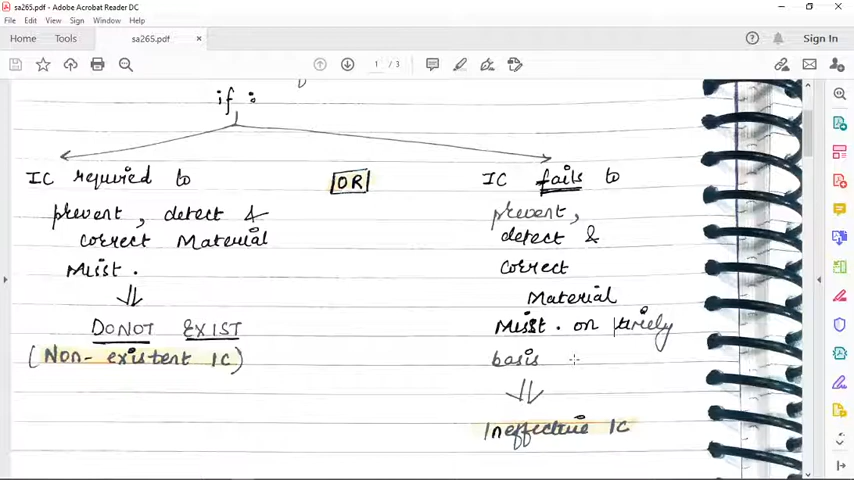 sa265.pdf - Adobe Acrobat Reader DC
File Edit View Sign Window Help
Home Tools sa265.pdf × Sign In
1 / 3
if :
IC required to
prevent, detect &
correct Material
Misst.
DO NOT EXIST
(Non-existent IC)
OR
IC fails to
prevent,
detect &
correct
Material
Misst. on timely
basis
Ineffective IC